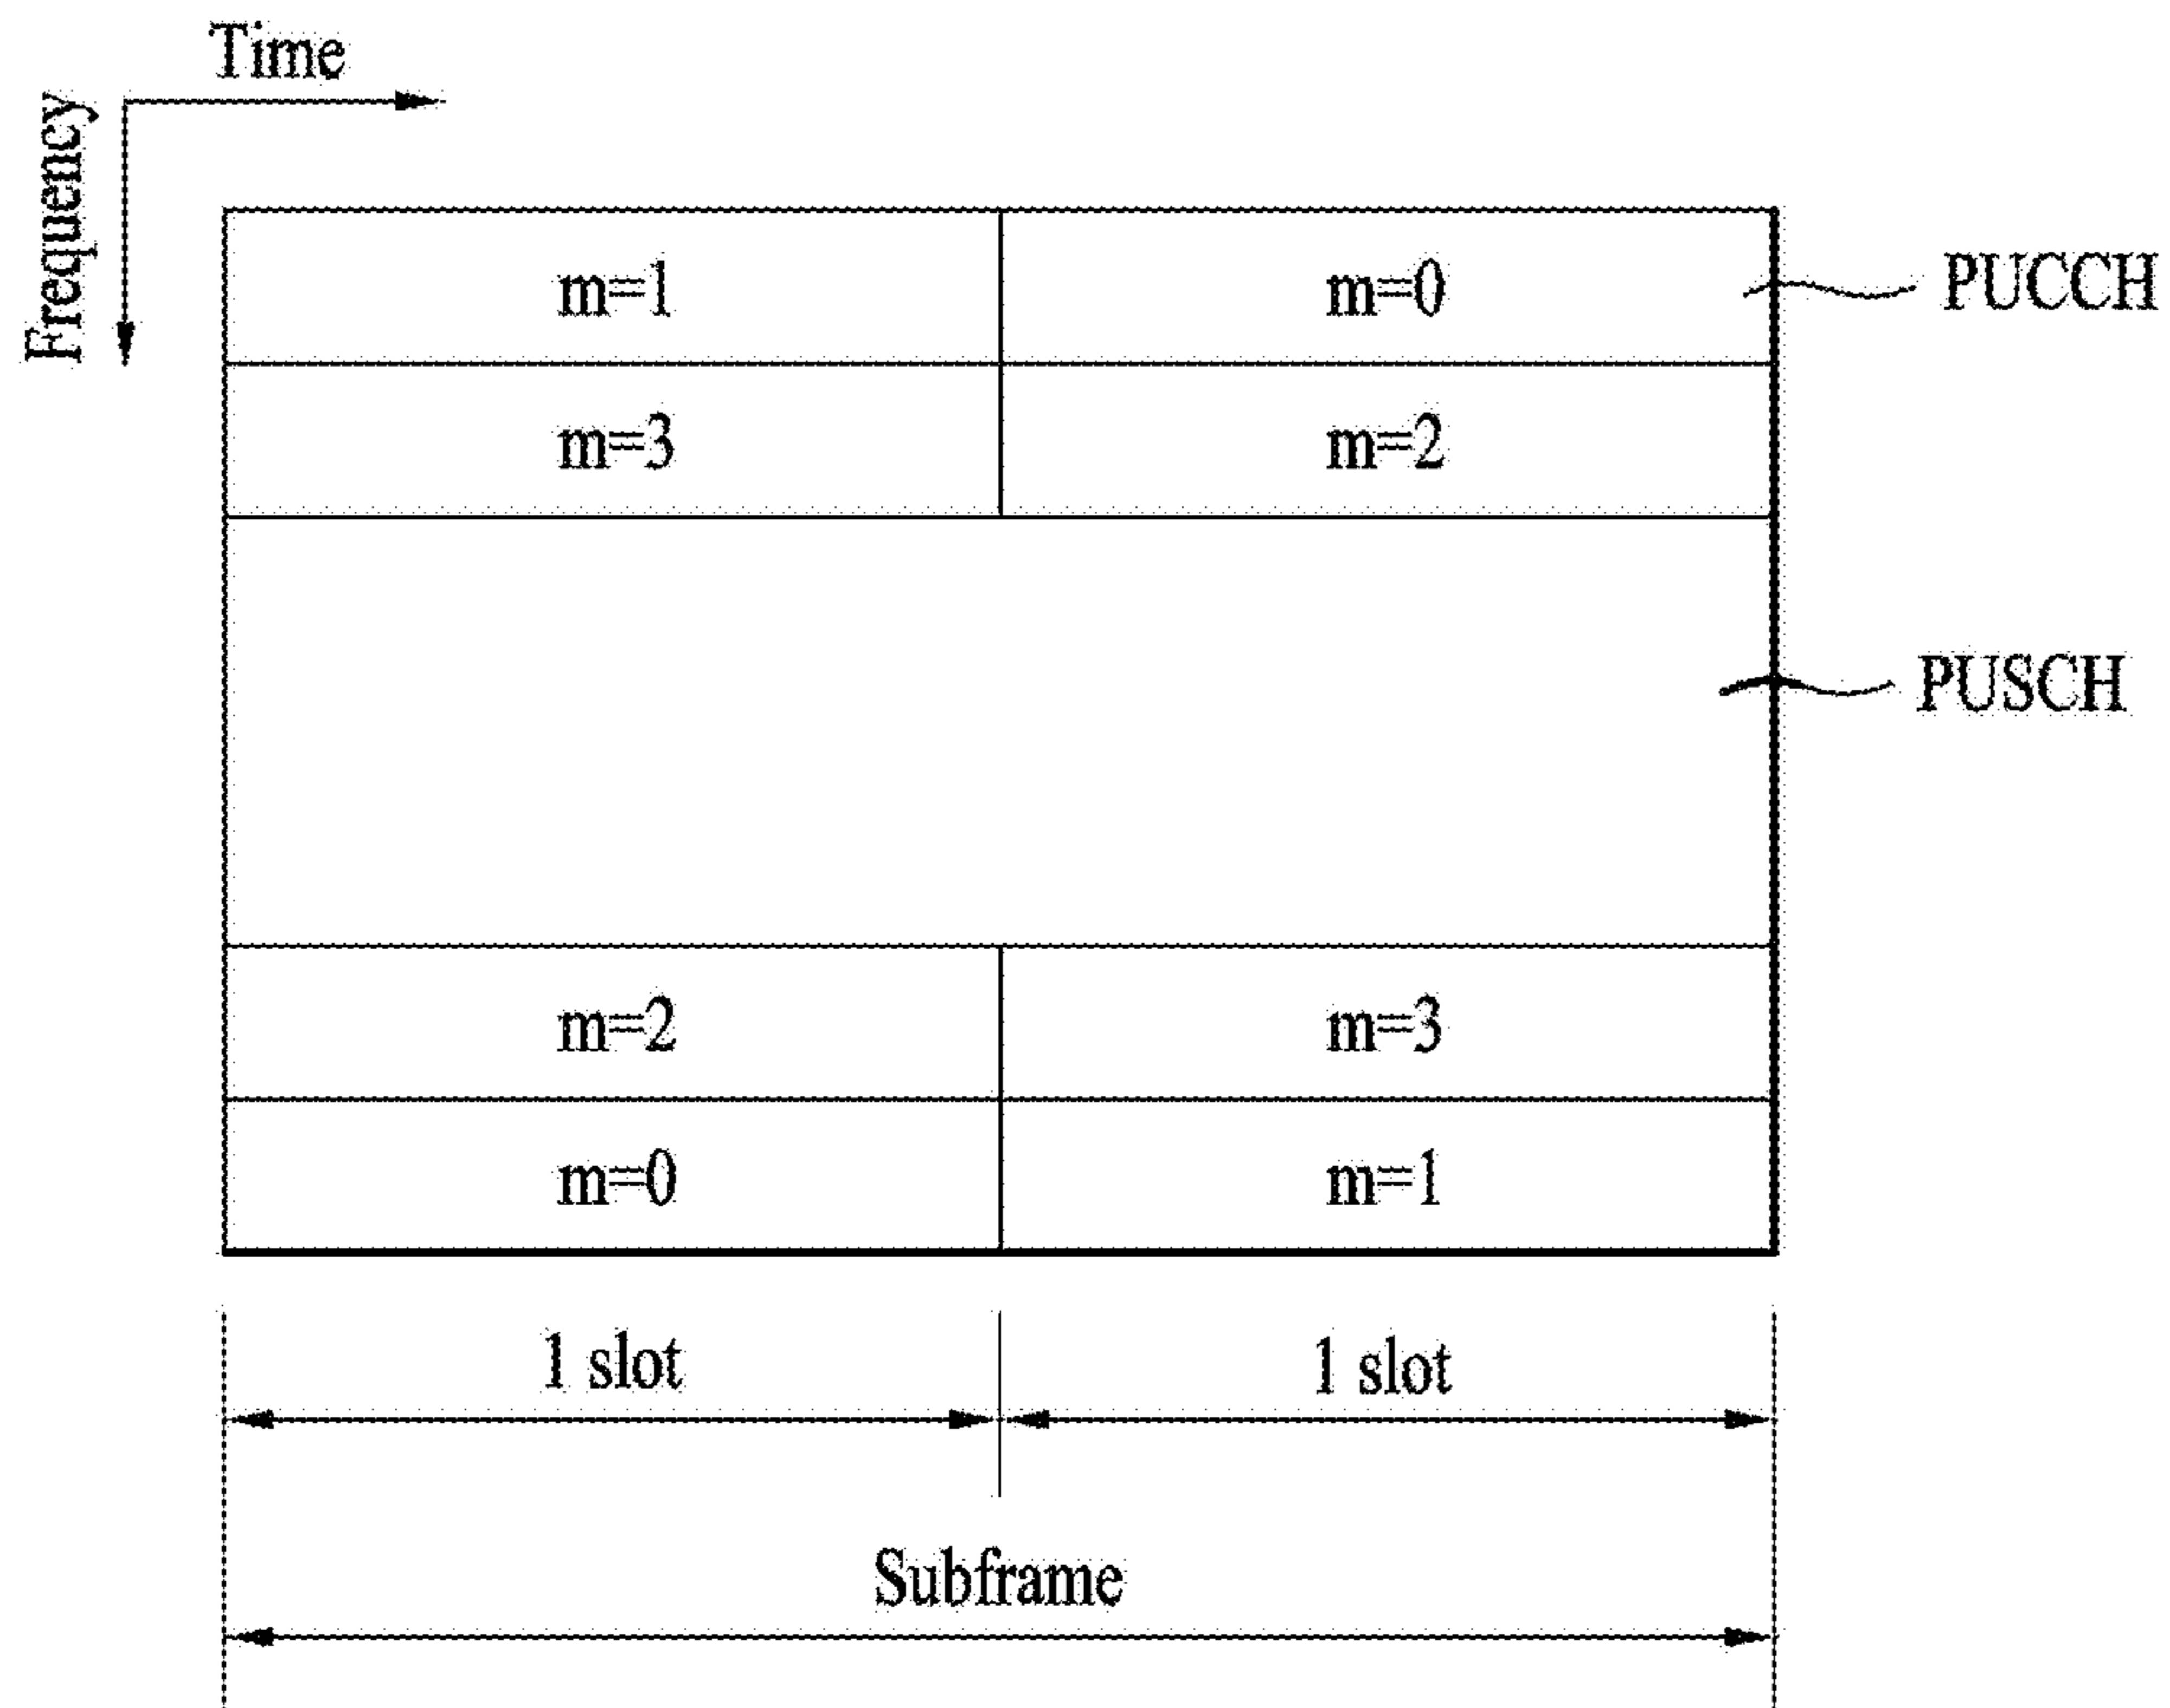 Time
Frequency
m=1 m=0 PUCCH
m=3 m=2
PUSCH
m=2 m=3
m=0 m=1
1 slot 1 slot
Subframe